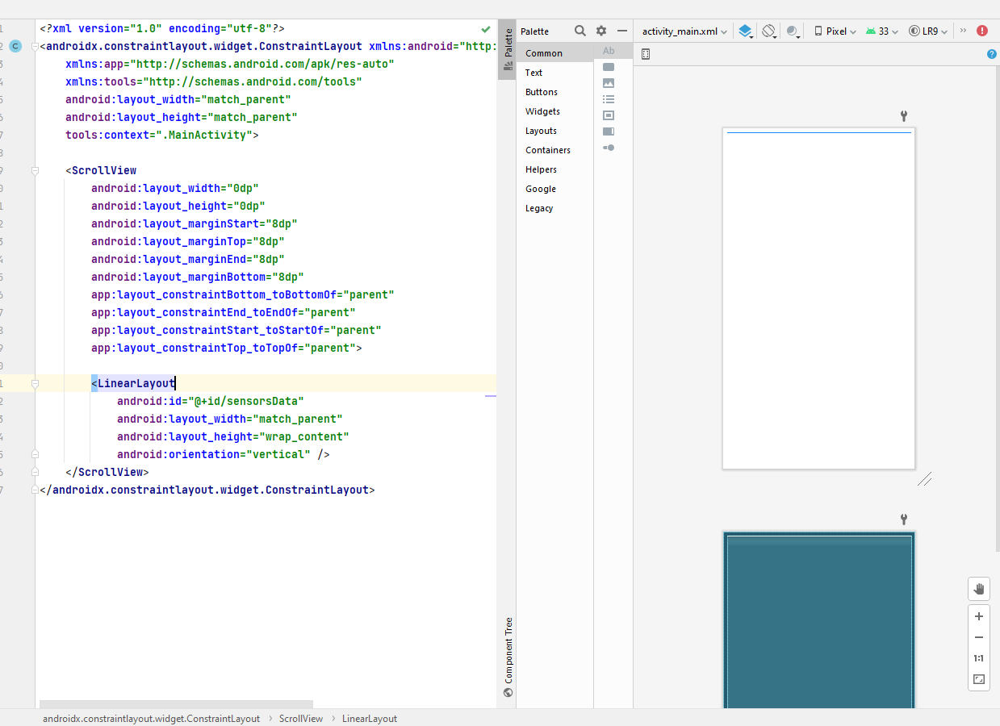 <?xml version="1.0" encoding="utf-8"?>
<androidx.constraintlayout.widget.ConstraintLayout xmlns:android="http:
xmlns:app="http://schemas.android.com/apk/res-auto"
xmlns:tools="http://schemas.android.com/tools"
android:layout_width="match_parent"
android:layout_height="match_parent"
tools:context=".MainActivity">
<ScrollView
android:layout_width="0dp"
android:layout_height="0dp"
android:layout_marginStart="8dp"
android:layout_marginTop="8dp"
android:layout_marginEnd="8dp"
android:layout_marginBottom="8dp"
app:layout_constraintBottom_toBottomOf="parent"
app:layout_constraintEnd_toEndOf="parent"
app:layout_constraintStart_toStartOf="parent"
app:layout_constraintTop_toTopOf="parent">
<LinearLayout
android:id="@+id/sensorsData"
android:layout_width="match_parent"
android:layout_height="wrap_content"
android:orientation="vertical" />
</ScrollView>
</androidx.constraintlayout.widget.ConstraintLayout>
C
Palette
Component Tree
Palette
Common
Text
Buttons
Widgets
Layouts
Containers
Helpers
Google
Legacy
Ab
activity_main.xml
Pixel
33
LR9
1:1
androidx.constraintlayout.widget.ConstraintLayout › ScrollView › LinearLayout